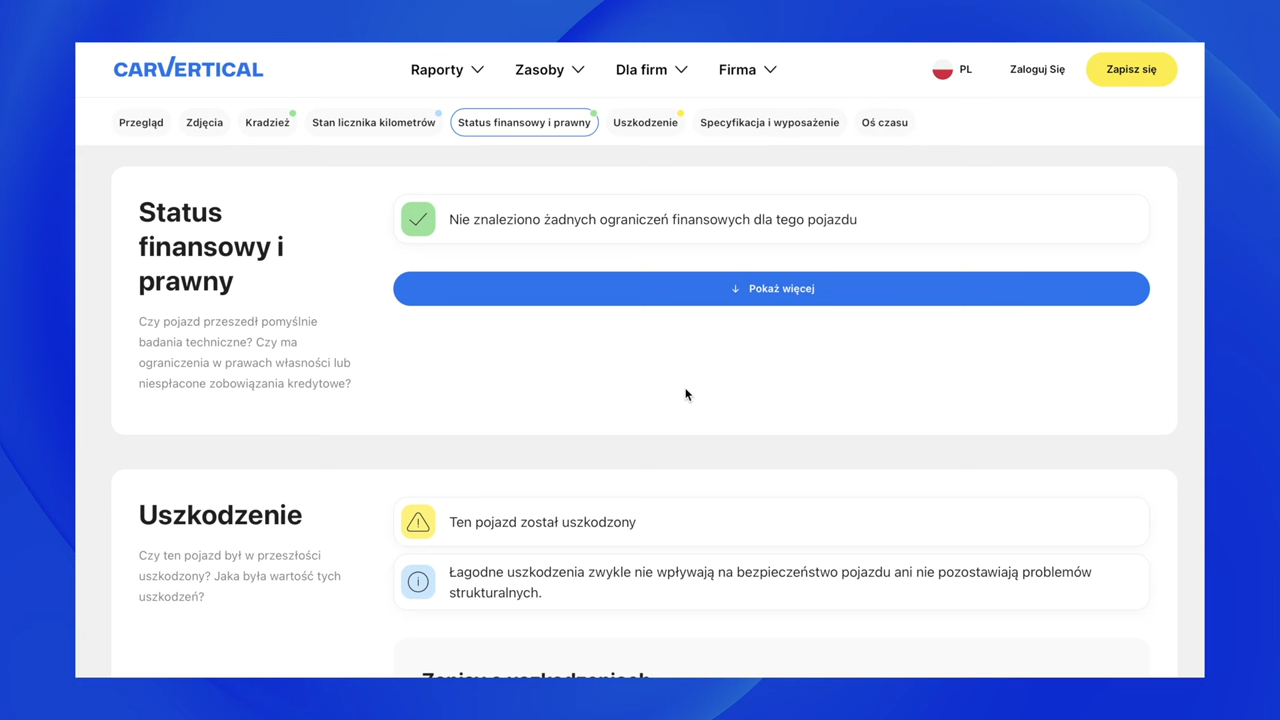 CARVERTICAL
Raporty
Zasoby
Dla firm
Firma
PL
Zaloguj Się
Zapisz się
Przegląd
Zdjęcia
Kradzież
Stan licznika kilometrów
Status finansowy i prawny
Uszkodzenie
Specyfikacja i wyposażenie
Oś czasu
Status
finansowy i
prawny
Czy pojazd przeszedł pomyślnie
badania techniczne? Czy ma
ograniczenia w prawach własności lub
niespłacone zobowiązania kredytowe?
Nie znaleziono żadnych ograniczeń finansowych dla tego pojazdu
↓ Pokaż więcej
Uszkodzenie
Czy ten pojazd był w przeszłości
uszkodzony? Jaka była wartość tych
uszkodzeń?
Ten pojazd został uszkodzony
Łagodne uszkodzenia zwykle nie wpływają na bezpieczeństwo pojazdu ani nie pozostawiają problemów
strukturalnych.
Zapisy o uszkodzeniach